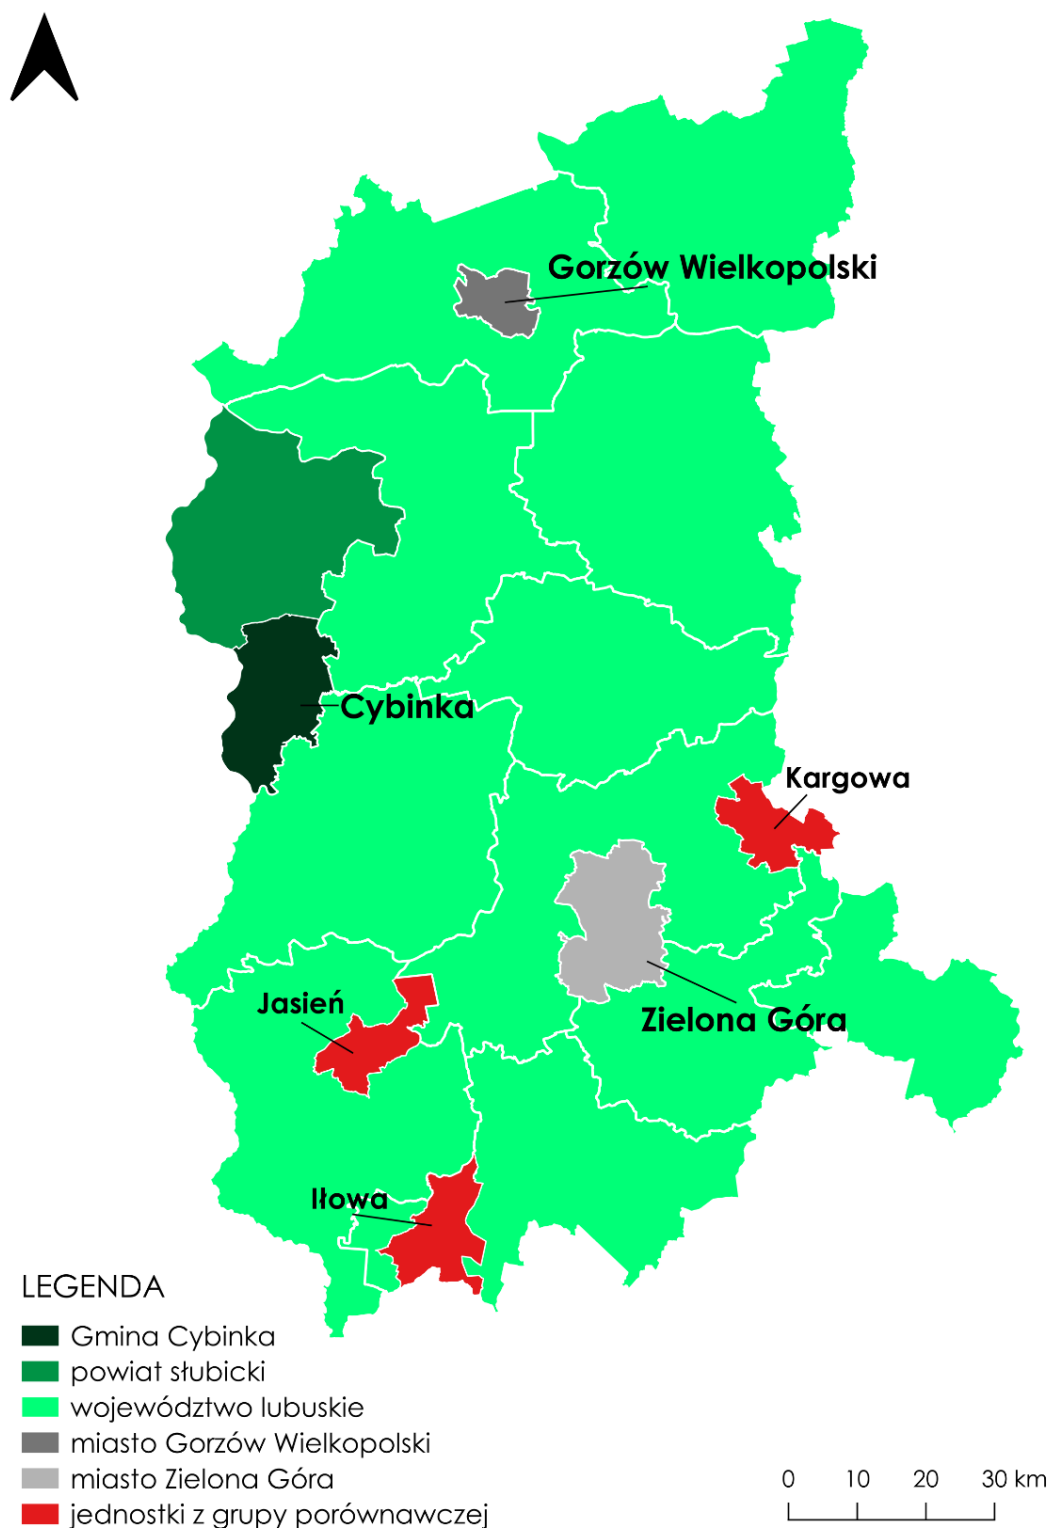 Gorzów Wielkopolski
Cybinka
Kargowa
Jasień
Zielona Góra
Iłowa
LEGENDA
Gmina Cybinka
powiat słubicki
województwo lubuskie
miasto Gorzów Wielkopolski
miasto Zielona Góra
jednostki z grupy porównawczej
0 10 20 30 km